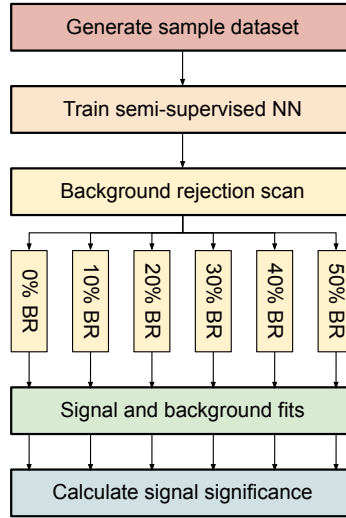 Generate sample dataset
Train semi-supervised NN
Background rejection scan
0% BR
10% BR
20% BR
30% BR
40% BR
50% BR
Signal and background fits
Calculate signal significance